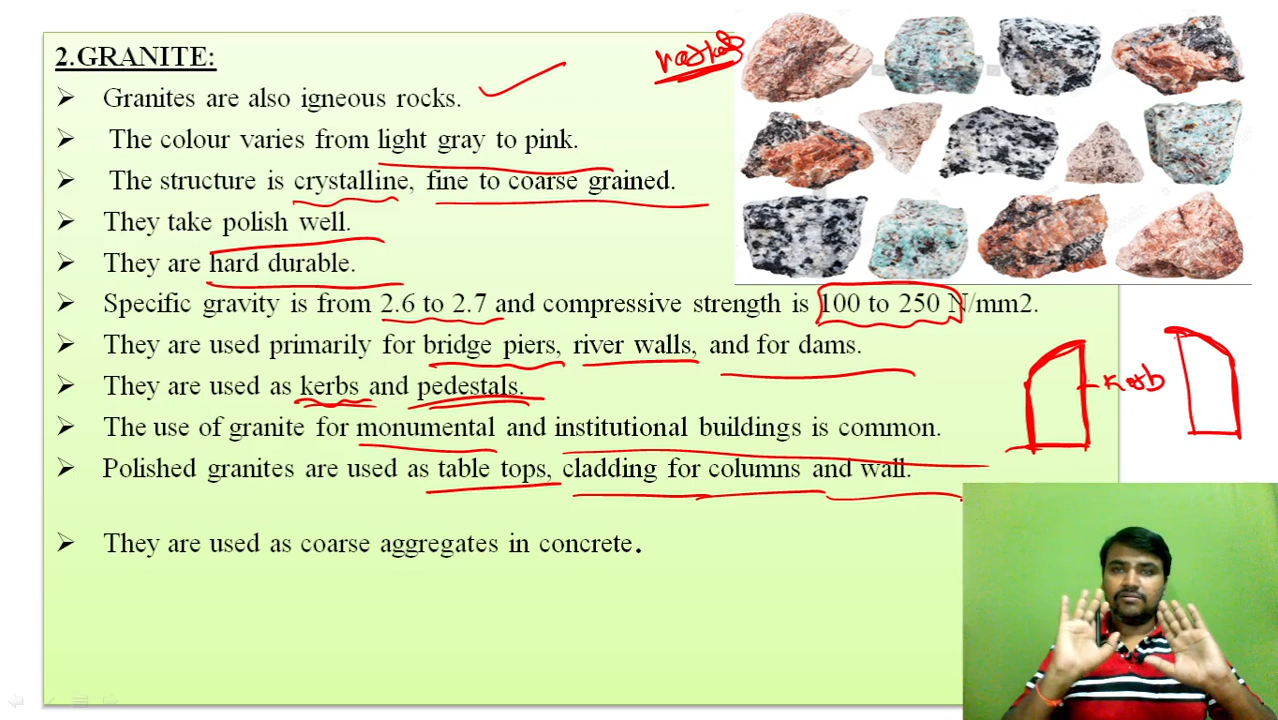 2.GRANITE:
➢ Granites are also igneous rocks.
➢ The colour varies from light gray to pink.
➢ The structure is crystalline, fine to coarse grained.
➢ They take polish well.
➢ They are hard durable.
➢ Specific gravity is from 2.6 to 2.7 and compressive strength is 100 to 250 N/mm2.
➢ They are used primarily for bridge piers, river walls, and for dams.
➢ They are used as kerbs and pedestals.
kerb
➢ The use of granite for monumental and institutional buildings is common.
➢ Polished granites are used as table tops, cladding for columns and wall.
➢ They are used as coarse aggregates in concrete.